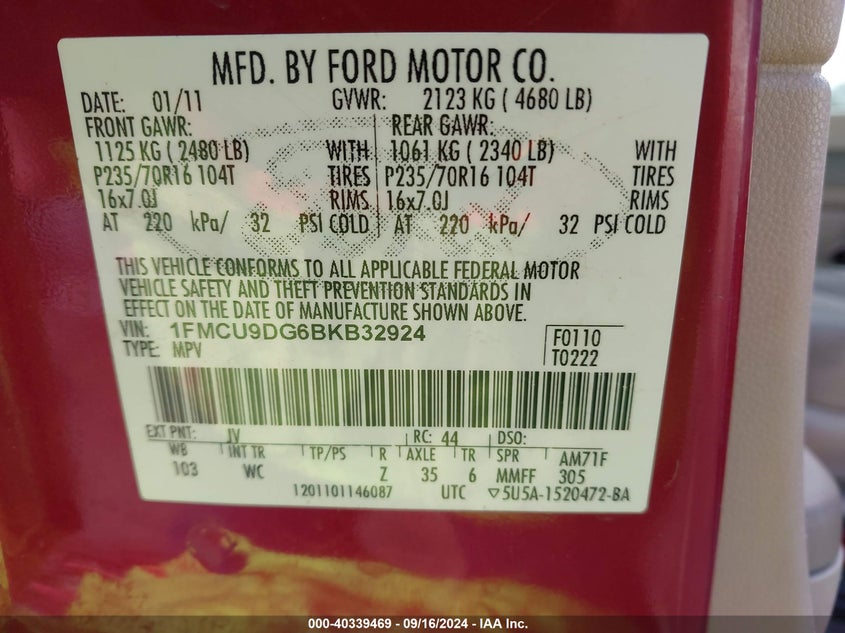 MFD. BY FORD MOTOR CO.
DATE: 01/11 GVWR: 2123 KG ( 4680 LB)
FRONT GAWR: REAR GAWR:
1125 KG ( 2480 LB) WITH 1061 KG ( 2340 LB) WITH
P235/70R16 104T TIRES P235/70R16 104T TIRES
16x7.0J RIMS 16x7.0J RIMS
AT 220 kPa/ 32 PSI COLD AT 220 kPa/ 32 PSI COLD
THIS VEHICLE CONFORMS TO ALL APPLICABLE FEDERAL MOTOR
VEHICLE SAFETY AND THEFT PREVENTION STANDARDS IN
EFFECT ON THE DATE OF MANUFACTURE SHOWN ABOVE.
VIN: 1FMCU9DG6BKB32924 F0110
TYPE: MPV T0222
EXT PNT: JV RC: 44 DSO:
WB INT TR TP/PS R AXLE TR SPR AM71F
103 WC Z 35 6 MMFF 305
1201101146087 UTC ▽5U5A-1520472-BA
000-40339469 - 09/16/2024 - IAA Inc.